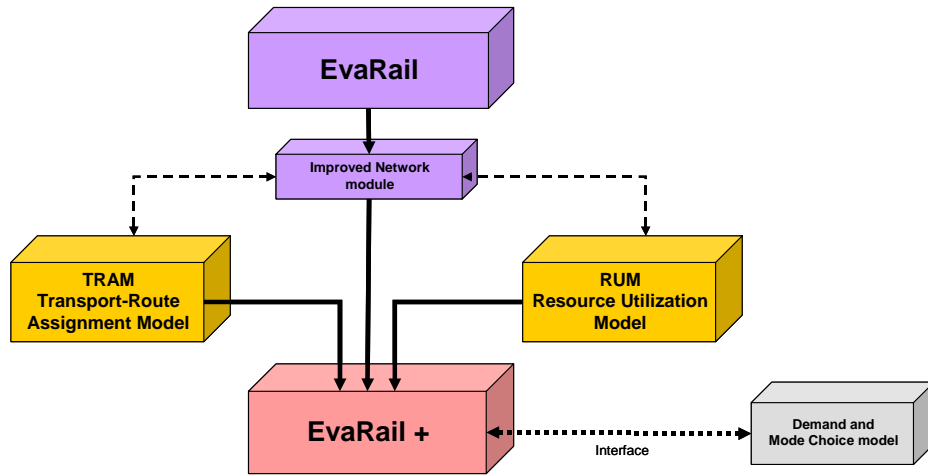 EvaRail
Improved Network
module
TRAM
Transport-Route
Assignment Model
RUM
Resource Utilization
Model
EvaRail +
Interface
Demand and
Mode Choice model